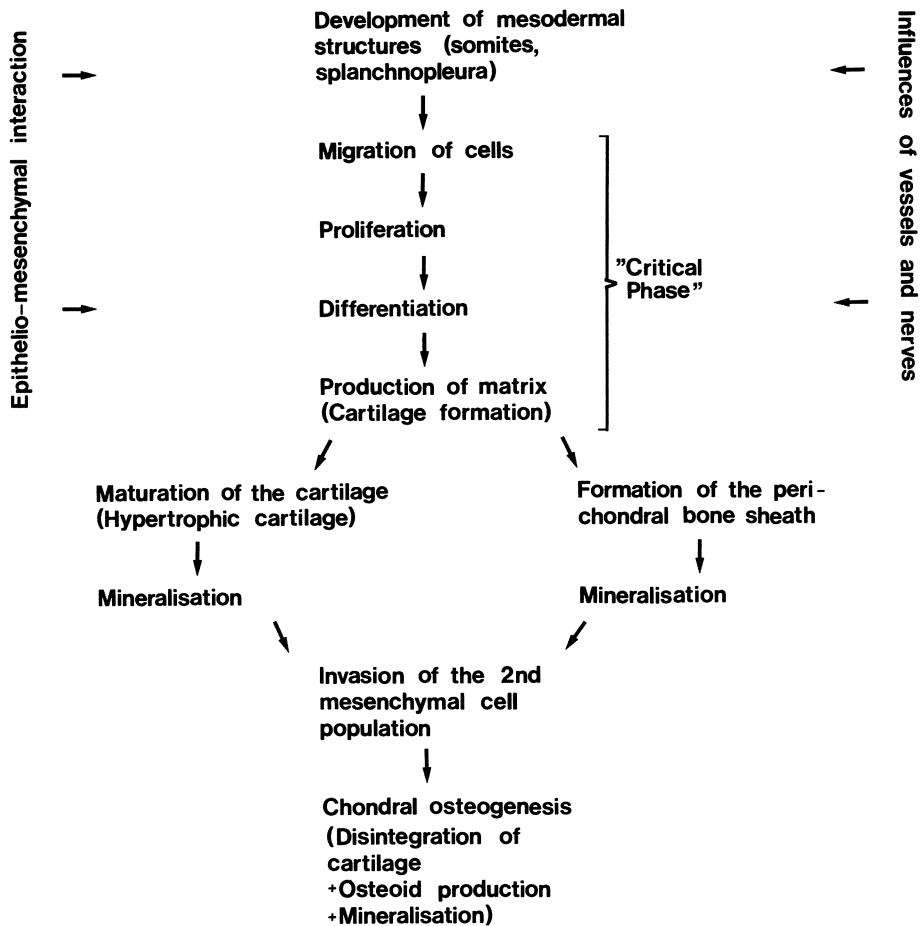 Development of mesodermal
structures (somites,
splanchnopleura)
Epithelio-mesenchymal interaction
Influences of vessels and nerves
Migration of cells
Proliferation
Differentiation
Production of matrix
(Cartilage formation)
"Critical
Phase"
Maturation of the cartilage
(Hypertrophic cartilage)
Formation of the peri-
chondral bone sheath
Mineralisation
Mineralisation
Invasion of the 2nd
mesenchymal cell
population
Chondral osteogenesis
(Disintegration of
cartilage
+Osteoid production
+Mineralisation)